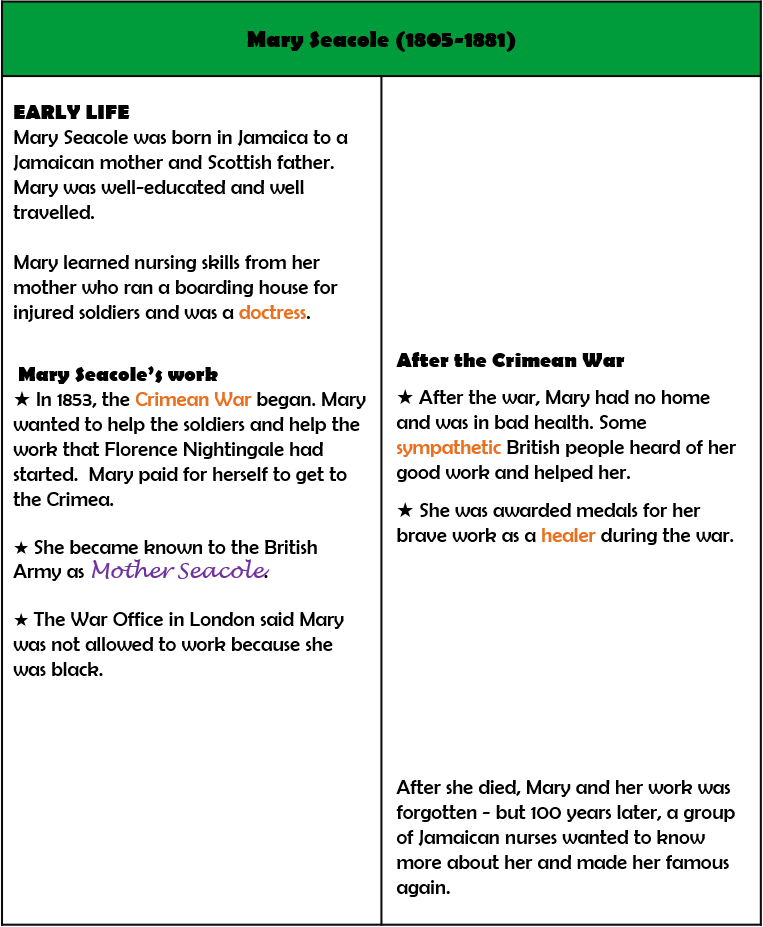 Mary Seacole (1805-1881)
EARLY LIFE
Mary Seacole was born in Jamaica to a
Jamaican mother and Scottish father.
Mary was well-educated and well
travelled.
Mary learned nursing skills from her
mother who ran a boarding house for
injured soldiers and was a doctress.
Mary Seacole's work
★ In 1853, the Crimean War began. Mary
wanted to help the soldiers and help the
work that Florence Nightingale had
started. Mary paid for herself to get to
the Crimea.
★ She became known to the British
Army as Mother Seacole.
★ The War Office in London said Mary
was not allowed to work because she
was black.
After the Crimean War
★ After the war, Mary had no home
and was in bad health. Some
sympathetic British people heard of her
good work and helped her.
★ She was awarded medals for her
brave work as a healer during the war.
After she died, Mary and her work was
forgotten - but 100 years later, a group
of Jamaican nurses wanted to know
more about her and made her famous
again.